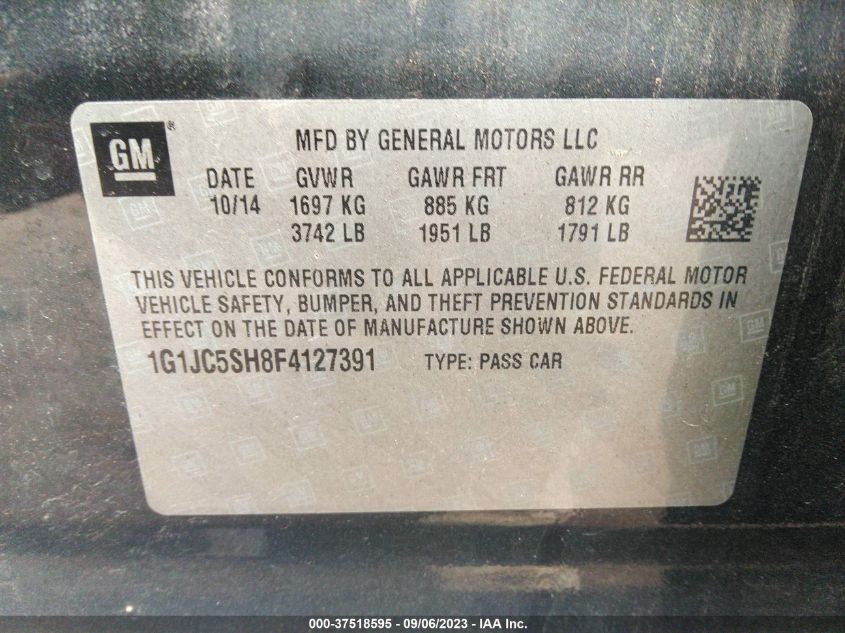 GM®
MFD BY GENERAL MOTORS LLC
DATE GVWR GAWR FRT GAWR RR
10/14 1697 KG 885 KG 812 KG
3742 LB 1951 LB 1791 LB
THIS VEHICLE CONFORMS TO ALL APPLICABLE U.S. FEDERAL MOTOR
VEHICLE SAFETY, BUMPER, AND THEFT PREVENTION STANDARDS IN
EFFECT ON THE DATE OF MANUFACTURE SHOWN ABOVE.
1G1JC5SH8F4127391 TYPE: PASS CAR
000-37518595 - 09/06/2023 - IAA Inc.